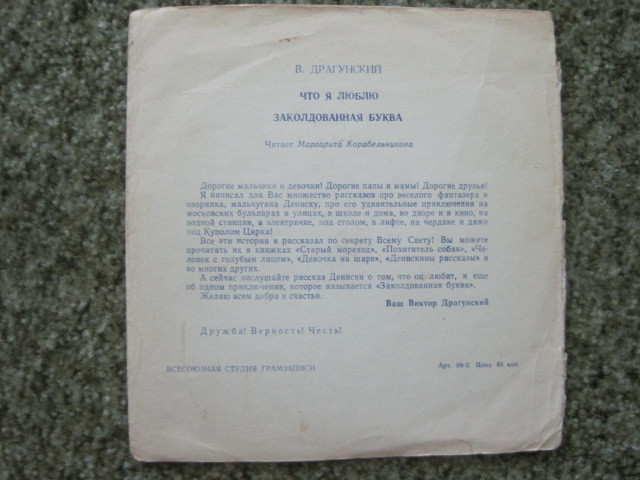 В. ДРАГУНСКИЙ
ЧТО Я ЛЮБЛЮ
ЗАКОЛДОВАННАЯ БУКВА
Читает Маргарита Корабельникова
Дорогие мальчики и девочки! Дорогие папы и мамы! Дорогие друзья!
Я написал для Вас множество рассказов про веселого фантазера и
озорника, мальчугана Дениску, про его удивительные приключения на
московских бульварах и улицах, в школе и дома, во дворе и в кино, на
водной станции, в электричке, под столом, в лифте, на чердаке и даже
под Куполом Цирка!
Все эти истории я рассказал по секрету Всему Свету! Вы можете
прочитать их в книжках «Старый мореход», «Похититель собак», «Че-
ловек с голубым лицом», «Девочка на шаре», «Денискины рассказы» и
во многих других.
А сейчас послушайте рассказ Дениски о том, что он любит, и еще
об одном приключении, которое называется «Заколдованная буква».
Желаю всем добра и счастья.
Ваш Виктор Драгунский
Дружба! Верность! Честь!
ВСЕСОЮЗНАЯ СТУДИЯ ГРАМЗАПИСИ
Арт. Цена 40 коп.